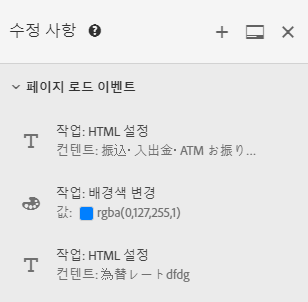 수정 사항
페이지 로드 이벤트
작업: HTML 설정
컨텐트: 振込・入出金・ATM お振り...
작업: 배경색 변경
값: rgba(0,127,255,1)
작업: HTML 설정
컨텐트: 為替レートdfdg